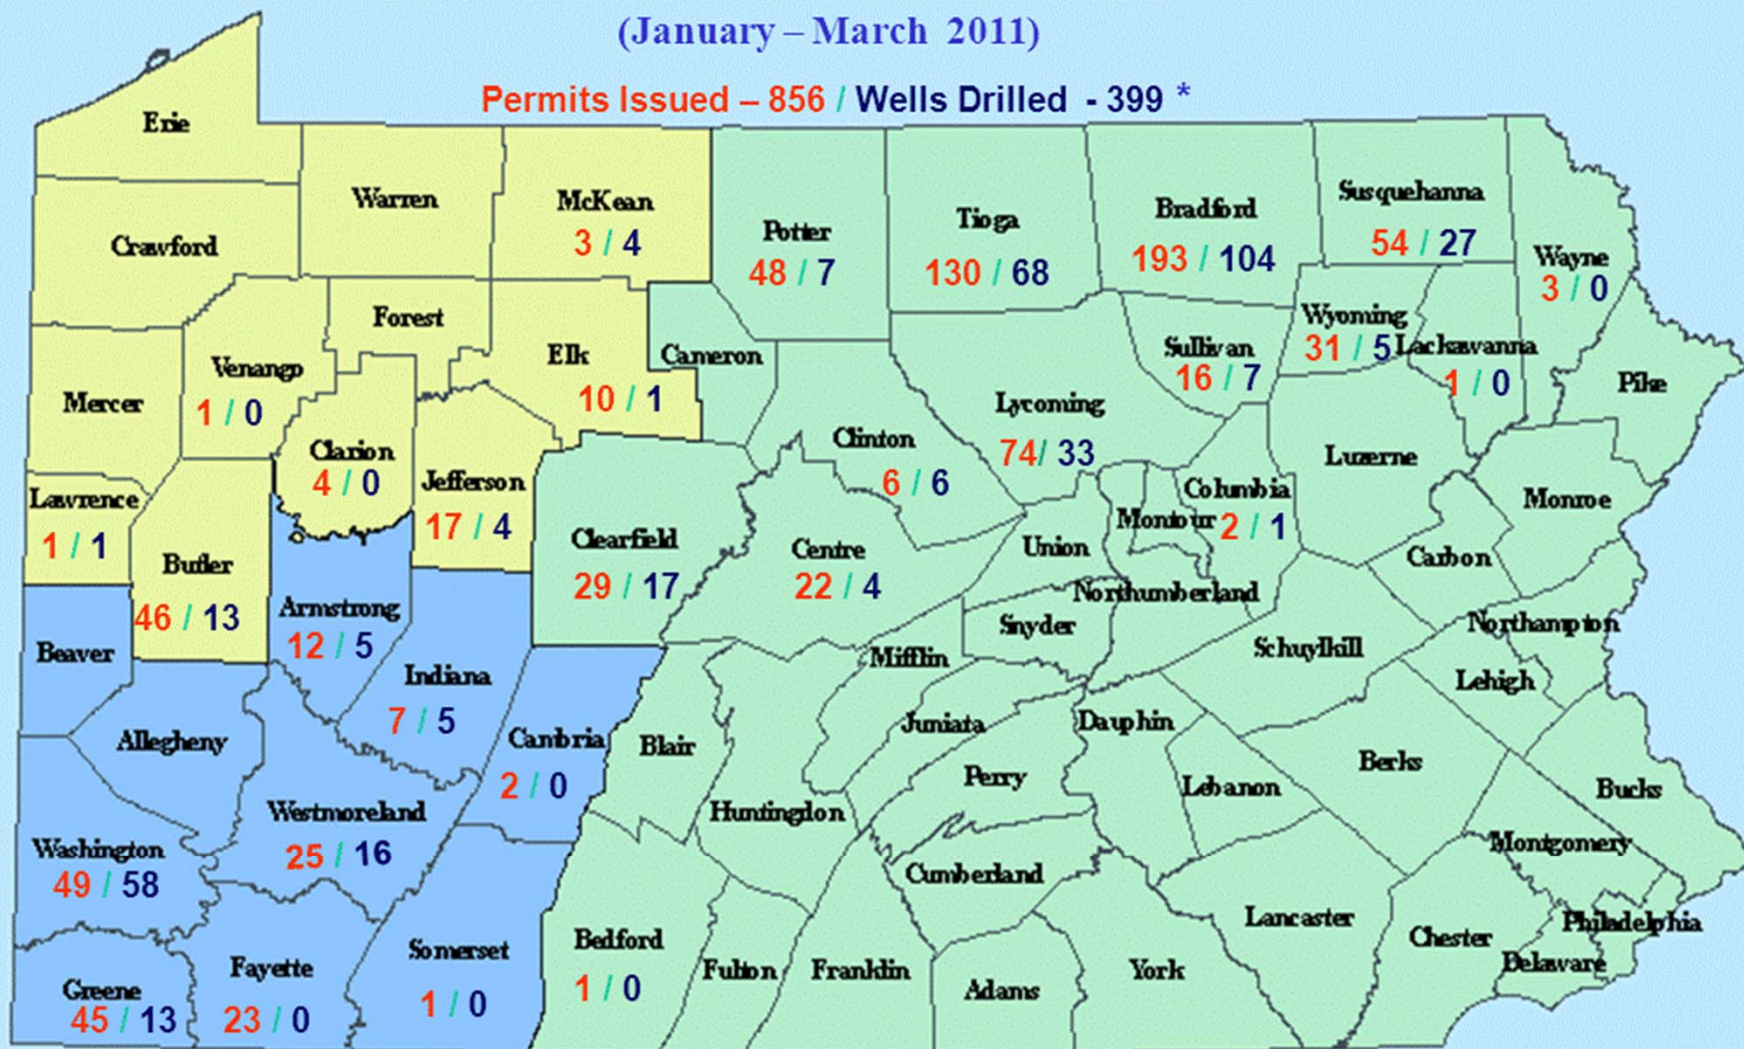 (January – March 2011)
Permits Issued – 856 / Wells Drilled - 399 *
Erie
Warren
McKean
3 / 4
Crawford
Potter
48 / 7
Tioga
130 / 68
Bradford
193 / 104
Susquehanna
54 / 27
Wayne
3 / 0
Forest
Venango
1 / 0
Elk
10 / 1
Cameron
Sullivan
16 / 7
Wyoming
31 / 5
Lackawanna
1 / 0
Pike
Mercer
Clarion
4 / 0
Jefferson
17 / 4
Clinton
6 / 6
Lycoming
74/ 33
Luzerne
Lawrence
1 / 1
Butler
46 / 13
Clearfield
29 / 17
Centre
22 / 4
Union
Montour
Columbia
2 / 1
Monroe
Carbon
Northumberland
Snyder
Northampton
Beaver
Armstrong
12 / 5
Indiana
7 / 5
Mifflin
Schuylkill
Lehigh
Allegheny
Cambria
2 / 0
Blair
Juniata
Dauphin
Westmoreland
25 / 16
Huntingdon
Perry
Lebanon
Berks
Bucks
Washington
49 / 58
Cumberland
Montgomery
Greene
45 / 13
Fayette
23 / 0
Somerset
1 / 0
Bedford
1 / 0
Fulton
Franklin
Adams
York
Lancaster
Chester
Philadelphia
Delaware